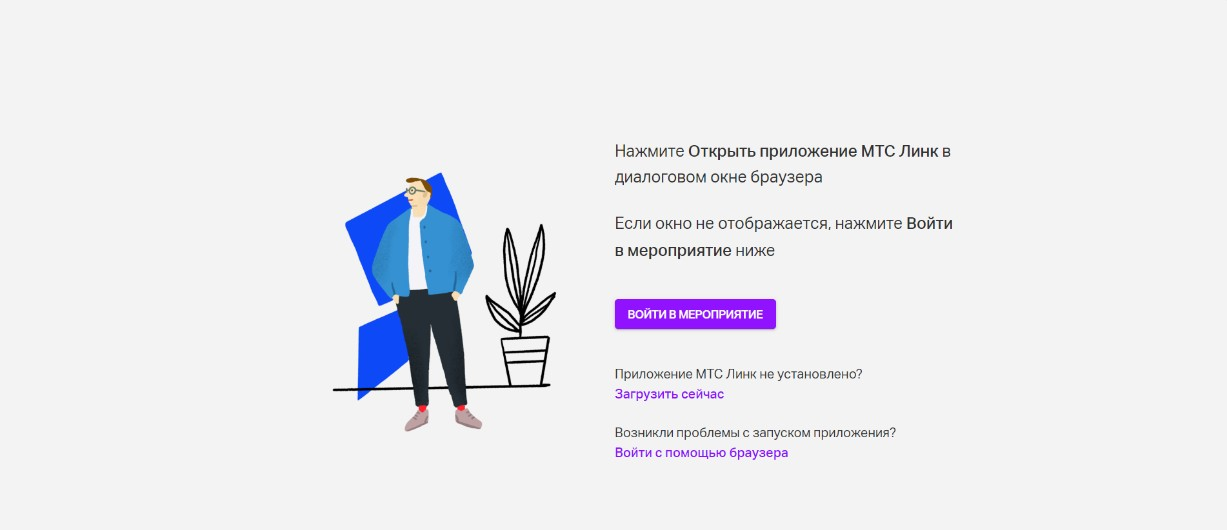 Нажмите Открыть приложение МТС Линк в
диалоговом окне браузера
Если окно не отображается, нажмите Войти
в мероприятие ниже
ВОЙТИ В МЕРОПРИЯТИЕ
Приложение МТС Линк не установлено?
Загрузить сейчас
Возникли проблемы с запуском приложения?
Войти с помощью браузера